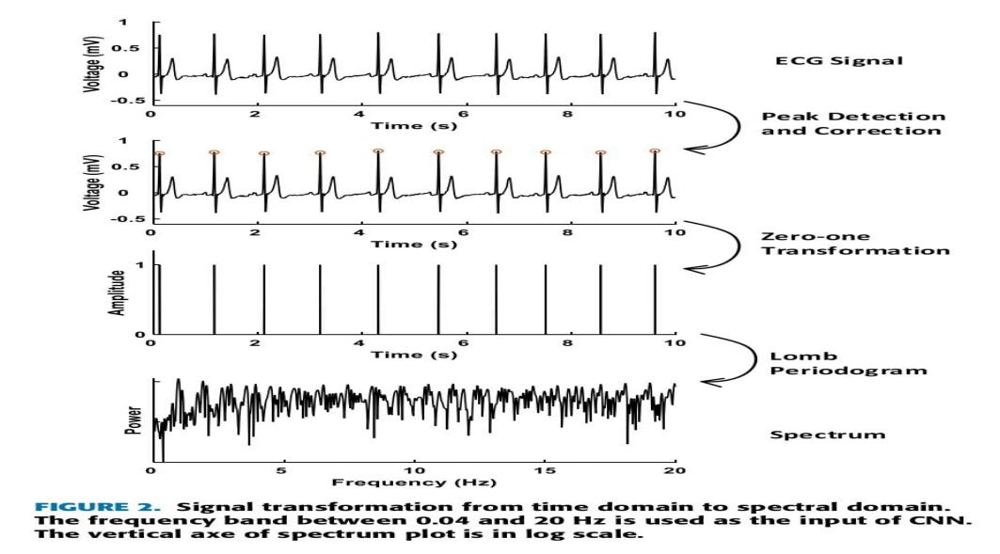 1
0.5
0
-0.5
Voltage (mV)
0 2 4 6 8 10
Time (s)
ECG Signal
Peak Detection
and Correction
1
0.5
0
-0.5
Voltage (mV)
0 2 4 6 8 10
Time (s)
Zero-one
Transformation
1
0
Amplitude
0 2 4 6 8 10
Time (s)
Lomb
Periodogram
Power
Spectrum
0 5 10 15 20
Frequency (Hz)
FIGURE 2. Signal transformation from time domain to spectral domain.
The frequency band between 0.04 and 20 Hz is used as the input of CNN.
The vertical axe of spectrum plot is in log scale.